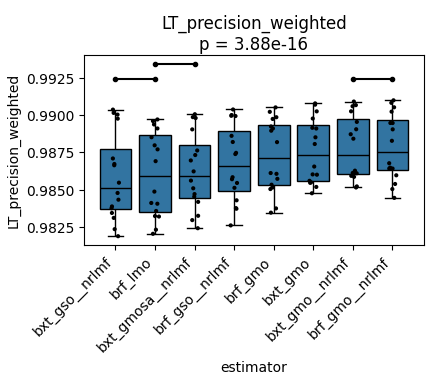 LT_precision_weighted
p = 3.88e-16
LT_precision_weighted
0.9925
0.9900
0.9875
0.9850
0.9825
bxt_gso__nrlmf
brf_lmo
bxt_gmosa__nrlmf
brf_gso__nrlmf
brf_gmo
bxt_gmo
bxt_gmo__nrlmf
brf_gmo__nrlmf
estimator